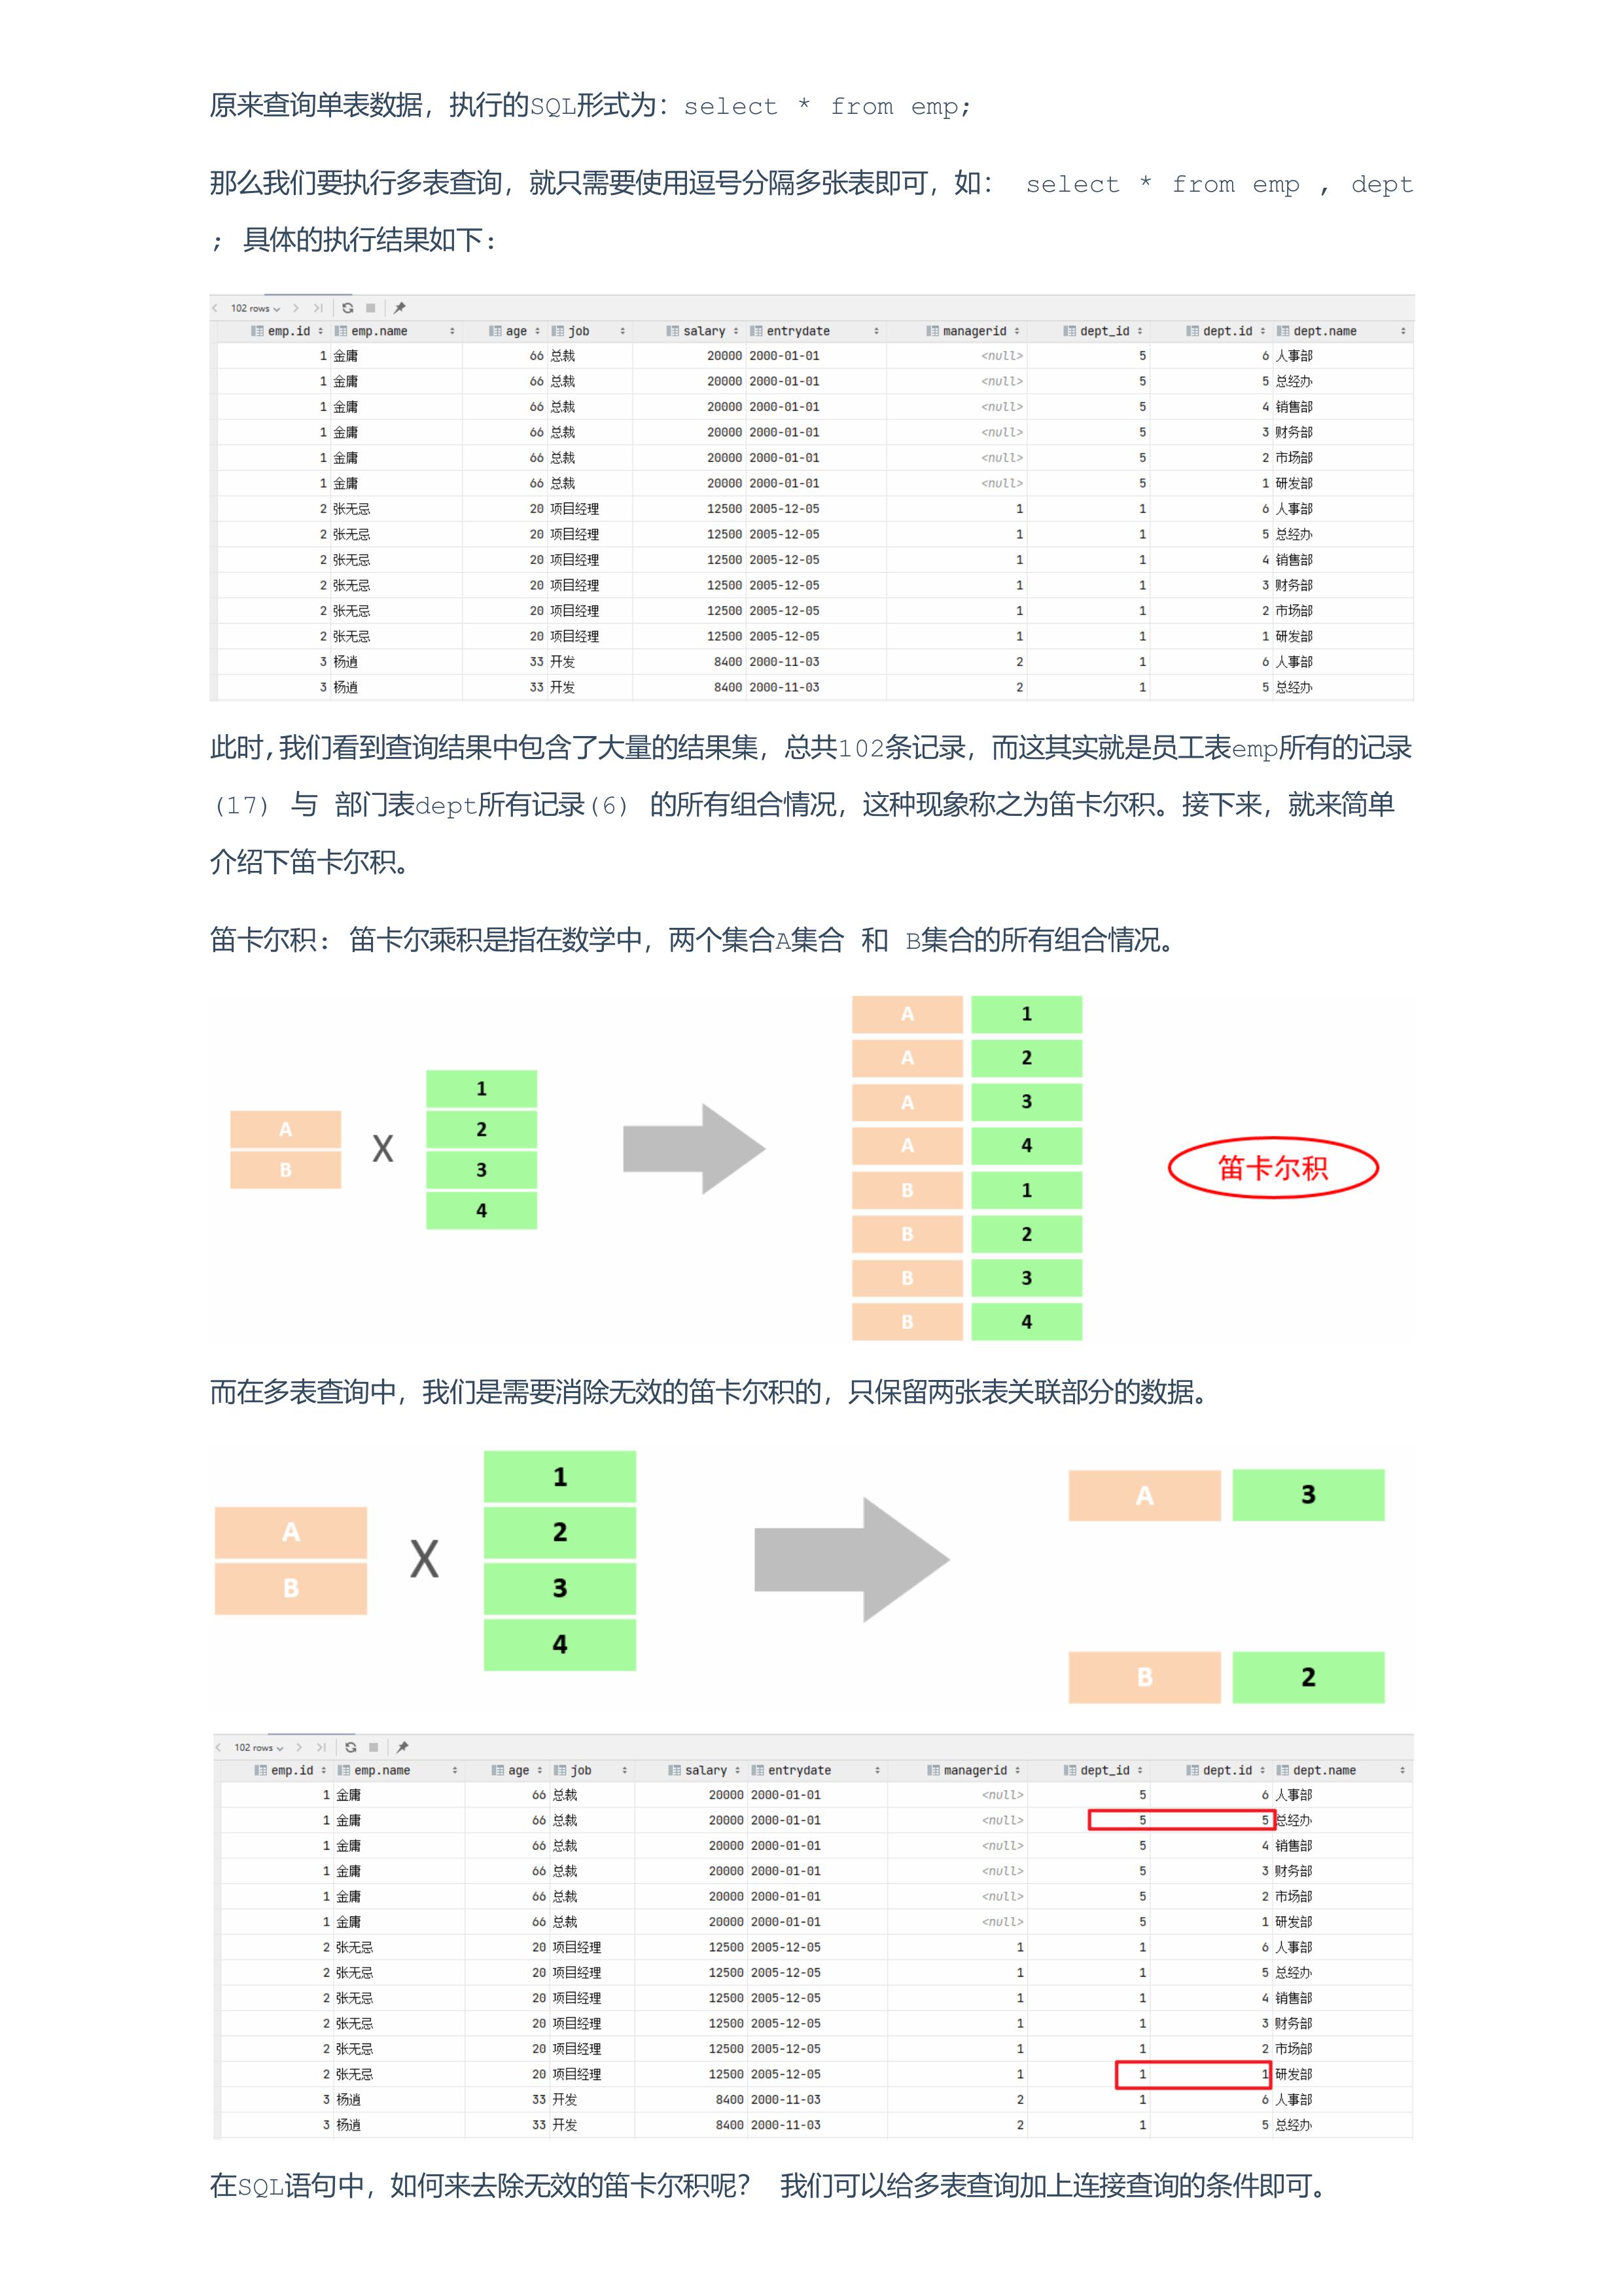 原来查询单表数据，执行的SQL形式为：select * from emp;
那么我们要执行多表查询，就只需要使用逗号分隔多张表即可，如： select * from emp , dept
; 具体的执行结果如下:
102 rows
emp.id emp.name age job salary entrydate managerid dept_id dept.id dept.name
1 金庸 66 总裁 20000 2000-01-01 <null> 5 6 人事部
1 金庸 66 总裁 20000 2000-01-01 <null> 5 5 总经办
1 金庸 66 总裁 20000 2000-01-01 <null> 5 4 销售部
1 金庸 66 总裁 20000 2000-01-01 <null> 5 3 财务部
1 金庸 66 总裁 20000 2000-01-01 <null> 5 2 市场部
1 金庸 66 总裁 20000 2000-01-01 <null> 5 1 研发部
2 张无忌 20 项目经理 12500 2005-12-05 1 1 6 人事部
2 张无忌 20 项目经理 12500 2005-12-05 1 1 5 总经办
2 张无忌 20 项目经理 12500 2005-12-05 1 1 4 销售部
2 张无忌 20 项目经理 12500 2005-12-05 1 1 3 财务部
2 张无忌 20 项目经理 12500 2005-12-05 1 1 2 市场部
2 张无忌 20 项目经理 12500 2005-12-05 1 1 1 研发部
3 杨逍 33 开发 8400 2000-11-03 2 1 6 人事部
3 杨逍 33 开发 8400 2000-11-03 2 1 5 总经办
此时,我们看到查询结果中包含了大量的结果集，总共102条记录，而这其实就是员工表emp所有的记录
(17) 与 部门表dept所有记录(6) 的所有组合情况，这种现象称之为笛卡尔积。接下来，就来简单
介绍下笛卡尔积。
笛卡尔积: 笛卡尔乘积是指在数学中，两个集合A集合 和 B集合的所有组合情况。
A
B
X
1
2
3
4
A 1
A 2
A 3
A 4
B 1
B 2
B 3
B 4
笛卡尔积
而在多表查询中，我们是需要消除无效的笛卡尔积的，只保留两张表关联部分的数据。
A
B
X
1
2
3
4
A 3
B 2
102 rows
emp.id emp.name age job salary entrydate managerid dept_id dept.id dept.name
1 金庸 66 总裁 20000 2000-01-01 <null> 5 6 人事部
1 金庸 66 总裁 20000 2000-01-01 <null> 5 5 总经办
1 金庸 66 总裁 20000 2000-01-01 <null> 5 4 销售部
1 金庸 66 总裁 20000 2000-01-01 <null> 5 3 财务部
1 金庸 66 总裁 20000 2000-01-01 <null> 5 2 市场部
1 金庸 66 总裁 20000 2000-01-01 <null> 5 1 研发部
2 张无忌 20 项目经理 12500 2005-12-05 1 1 6 人事部
2 张无忌 20 项目经理 12500 2005-12-05 1 1 5 总经办
2 张无忌 20 项目经理 12500 2005-12-05 1 1 4 销售部
2 张无忌 20 项目经理 12500 2005-12-05 1 1 3 财务部
2 张无忌 20 项目经理 12500 2005-12-05 1 1 2 市场部
2 张无忌 20 项目经理 12500 2005-12-05 1 1 1 研发部
3 杨逍 33 开发 8400 2000-11-03 2 1 6 人事部
3 杨逍 33 开发 8400 2000-11-03 2 1 5 总经办
在SQL语句中，如何来去除无效的笛卡尔积呢？ 我们可以给多表查询加上连接查询的条件即可。